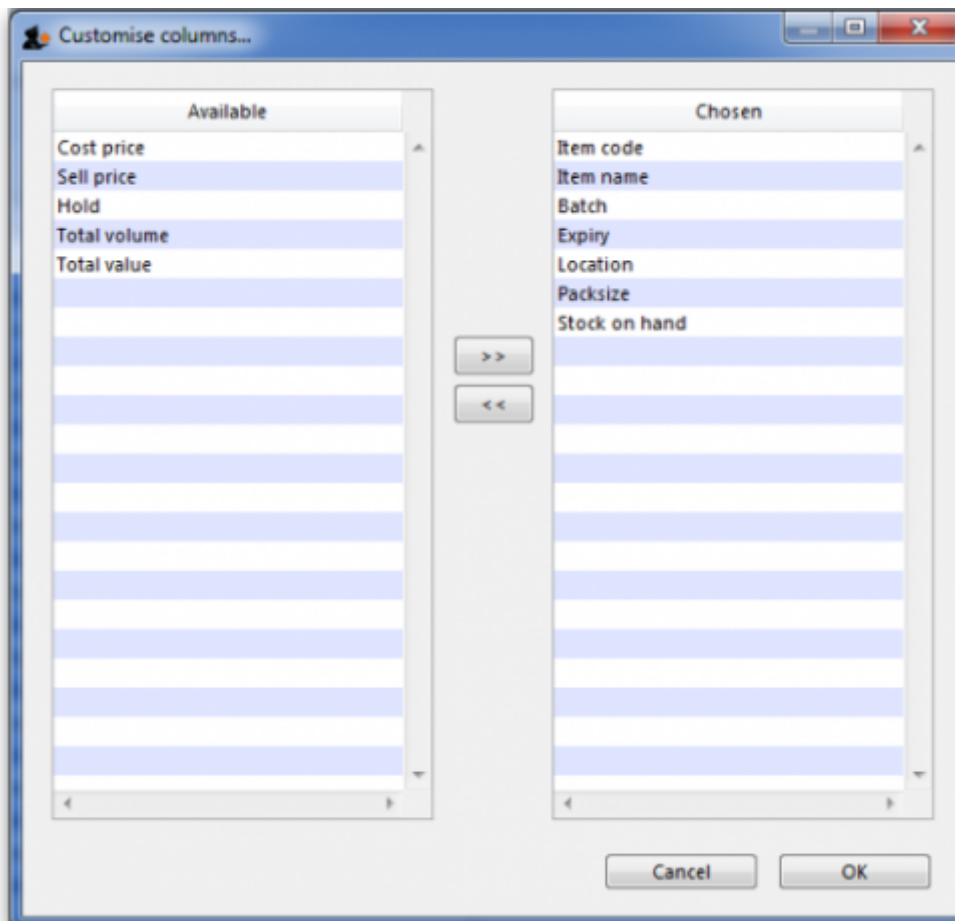 Customise columns...
Available
Cost price
Sell price
Hold
Total volume
Total value
>>
<<
Chosen
Item code
Item name
Batch
Expiry
Location
Packsize
Stock on hand
Cancel
OK